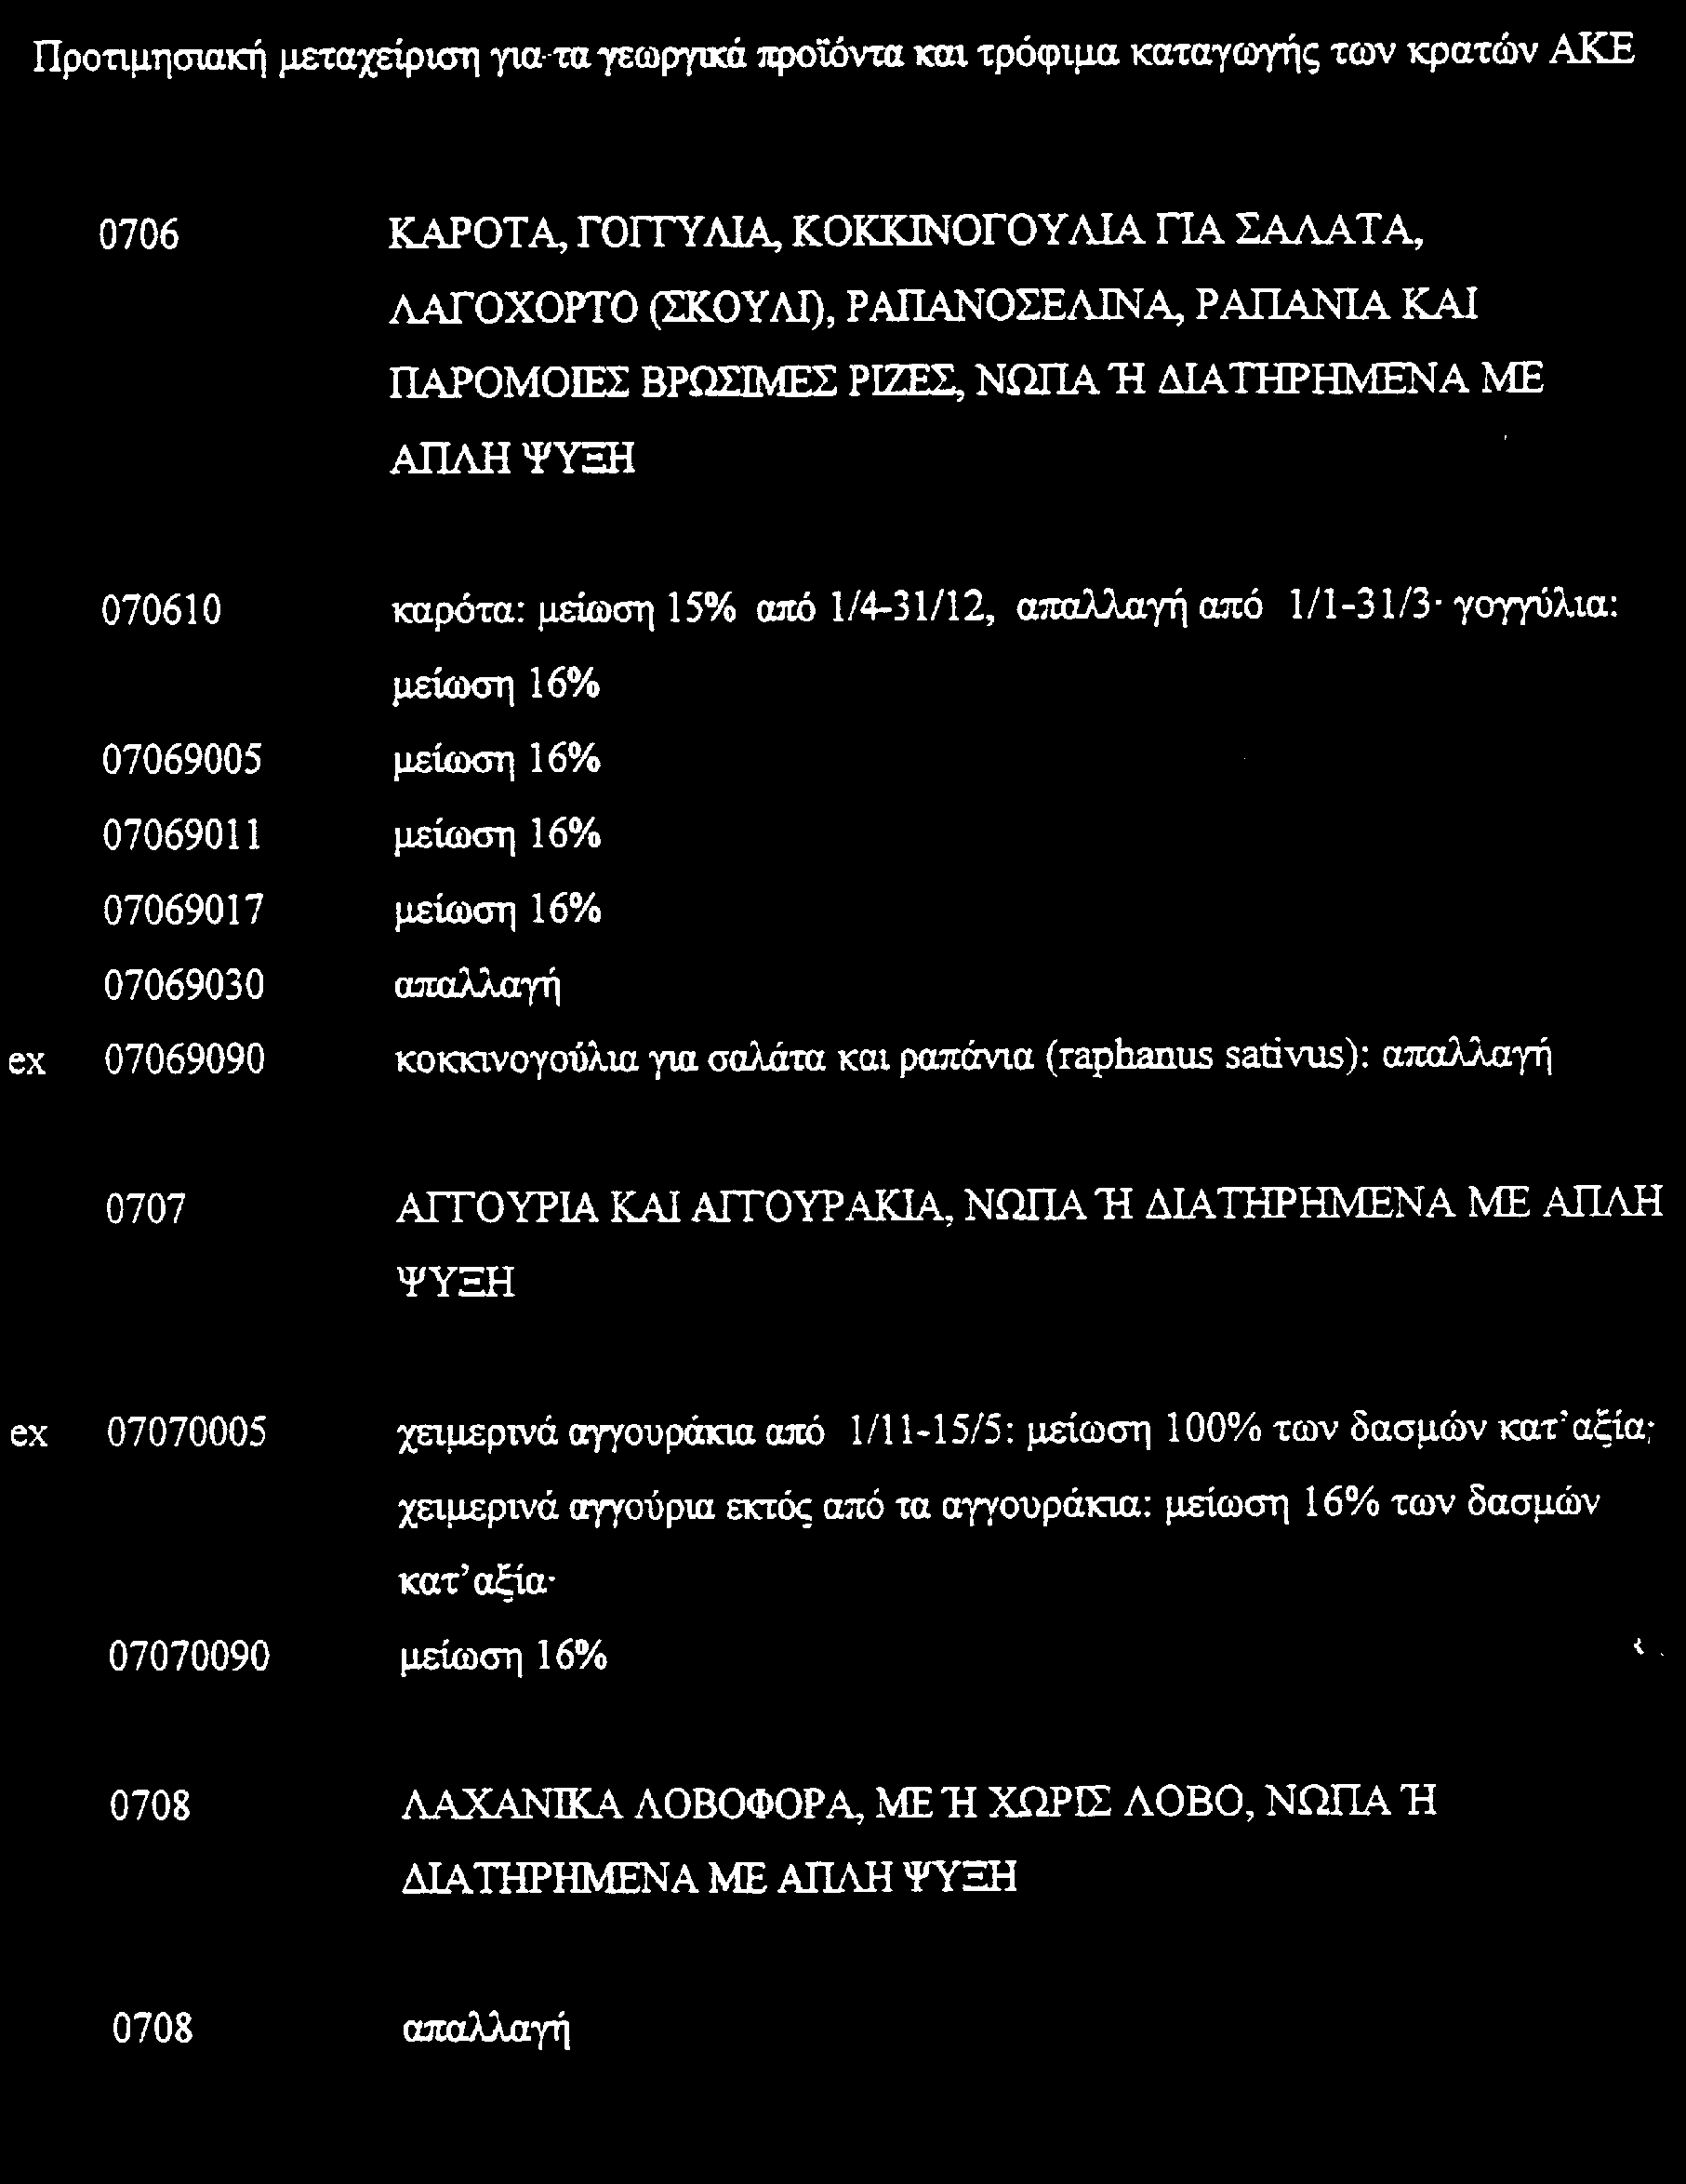 Προτιμησιακή μεταχείριση για τα γεωργικά προϊόντα και τρόφιμα καταγωγής των κρατών ΑΚΕ
0706 ΚΑΡΟΤΑ, ΓΟΓΓΥΛΙΑ, ΚΟΚΚΙΝΟΓΟΥΛΙΑ ΓΙΑ ΣΑΛΑΤΑ,
ΛΑΓΟΧΟΡΤΟ (ΣΚΟΥΛΙ), ΡΑΠΑΝΟΣΕΛΙΝΑ, ΡΑΠΑΝΙΑ ΚΑΙ
ΠΑΡΟΜΟΙΕΣ ΒΡΩΣΙΜΕΣ ΡΙΖΕΣ, ΝΩΠΑ Ή ΔΙΑΤΗΡΗΜΕΝΑ ΜΕ
ΑΠΛΗ ΨΥΞΗ
070610 καρότα: μείωση 15% από 1/4-31/12, απαλλαγή από 1/1-31/3· γογγύλια:
μείωση 16%
07069005 μείωση 16%
07069011 μείωση 16%
07069017 μείωση 16%
07069030 απαλλαγή
ex 07069090 κοκκινογούλια για σαλάτα και ραπάνια (raphanus sativus): απαλλαγή
0707 ΑΓΓΟΥΡΙΑ ΚΑΙ ΑΓΓΟΥΡΑΚΙΑ, ΝΩΠΑ Ή ΔΙΑΤΗΡΗΜΕΝΑ ΜΕ ΑΠΛΗ
ΨΥΞΗ
ex 07070005 χειμερινά αγγουράκια από 1/11-15/5: μείωση 100% των δασμών κατ’αξία·
χειμερινά αγγούρια εκτός από τα αγγουράκια: μείωση 16% των δασμών
κατ’αξία·
07070090 μείωση 16%
0708 ΛΑΧΑΝΙΚΑ ΛΟΒΟΦΟΡΑ, ΜΕ Ή ΧΩΡΙΣ ΛΟΒΟ, ΝΩΠΑ Ή
ΔΙΑΤΗΡΗΜΕΝΑ ΜΕ ΑΠΛΗ ΨΥΞΗ
0708 απαλλαγή